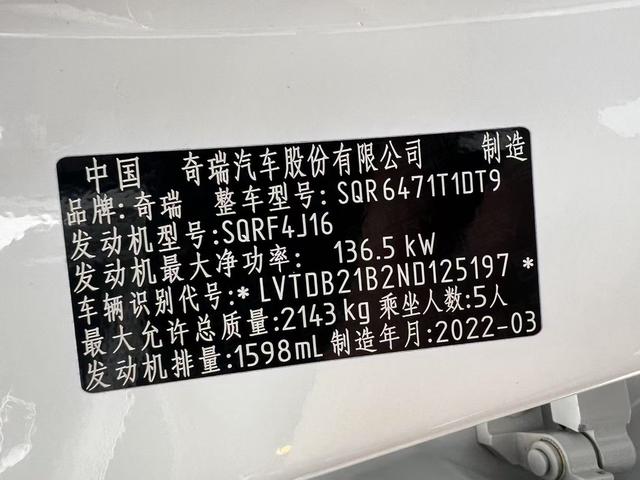 中国 奇瑞汽车股份有限公司 制造
品牌:奇瑞 整车型号:SQR6471T1DT9
发动机型号:SQRF4J16
发动机最大净功率: 136.5 kW
车辆识别代号:*LVTDB21B2ND125197*
最大允许总质量:2143 kg 乘坐人数:5人
发动机排量:1598mL 制造年月:2022-03